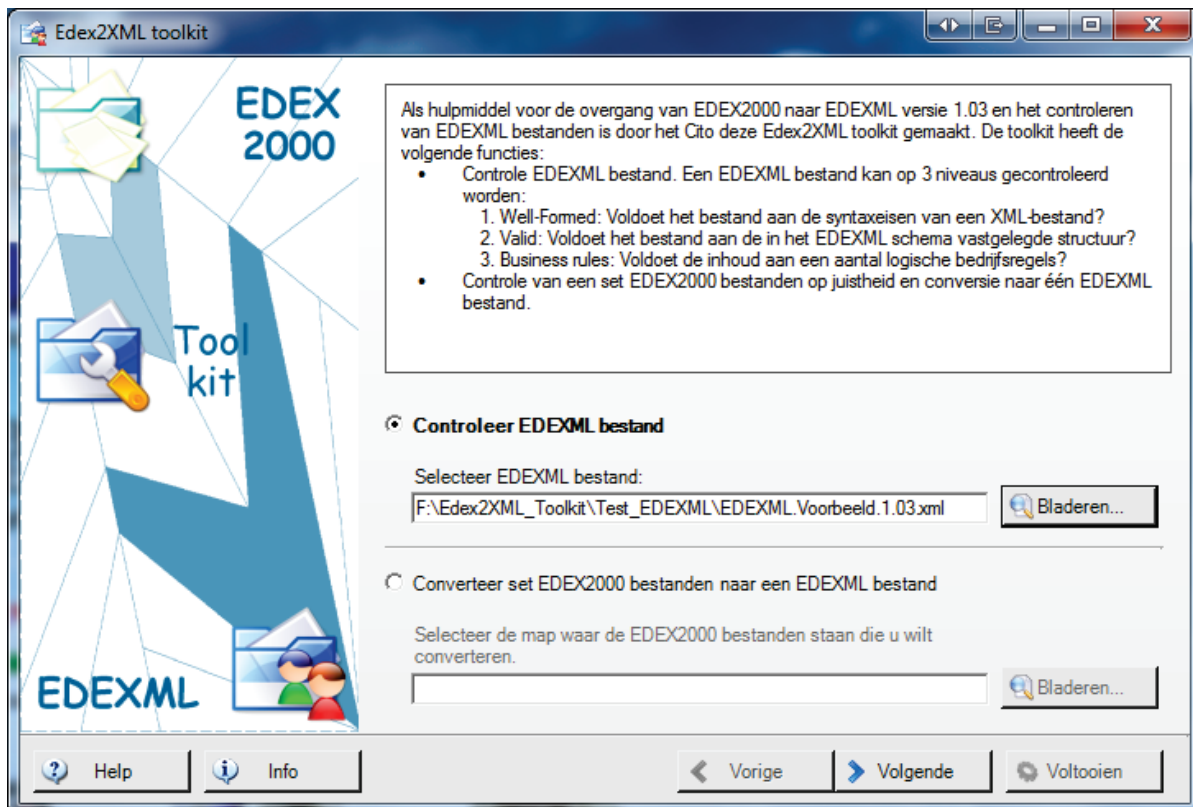 Edex2XML toolkit
EDEX
2000
Tool
kit
EDEXML
Als hulpmiddel voor de overgang van EDEX2000 naar EDEXML versie 1.03 en het controleren
van EDEXML bestanden is door het Cito deze Edex2XML toolkit gemaakt. De toolkit heeft de
volgende functies:
• Controle EDEXML bestand. Een EDEXML bestand kan op 3 niveaus gecontroleerd
worden:
1. Well-Formed: Voldoet het bestand aan de syntaxeisen van een XML-bestand?
2. Valid: Voldoet het bestand aan de in het EDEXML schema vastgelegde structuur?
3. Business rules: Voldoet de inhoud aan een aantal logische bedrijfsregels?
• Controle van een set EDEX2000 bestanden op juistheid en conversie naar één EDEXML
bestand.
Controleer EDEXML bestand
Selecteer EDEXML bestand:
F:\Edex2XML_Toolkit\Test_EDEXML\EDEXML.Voorbeeld.1.03.xml
Bladeren...
Converteer set EDEX2000 bestanden naar een EDEXML bestand
Selecteer de map waar de EDEX2000 bestanden staan die u wilt
converteren.
Bladeren...
Help
Info
Vorige
Volgende
Voltooien